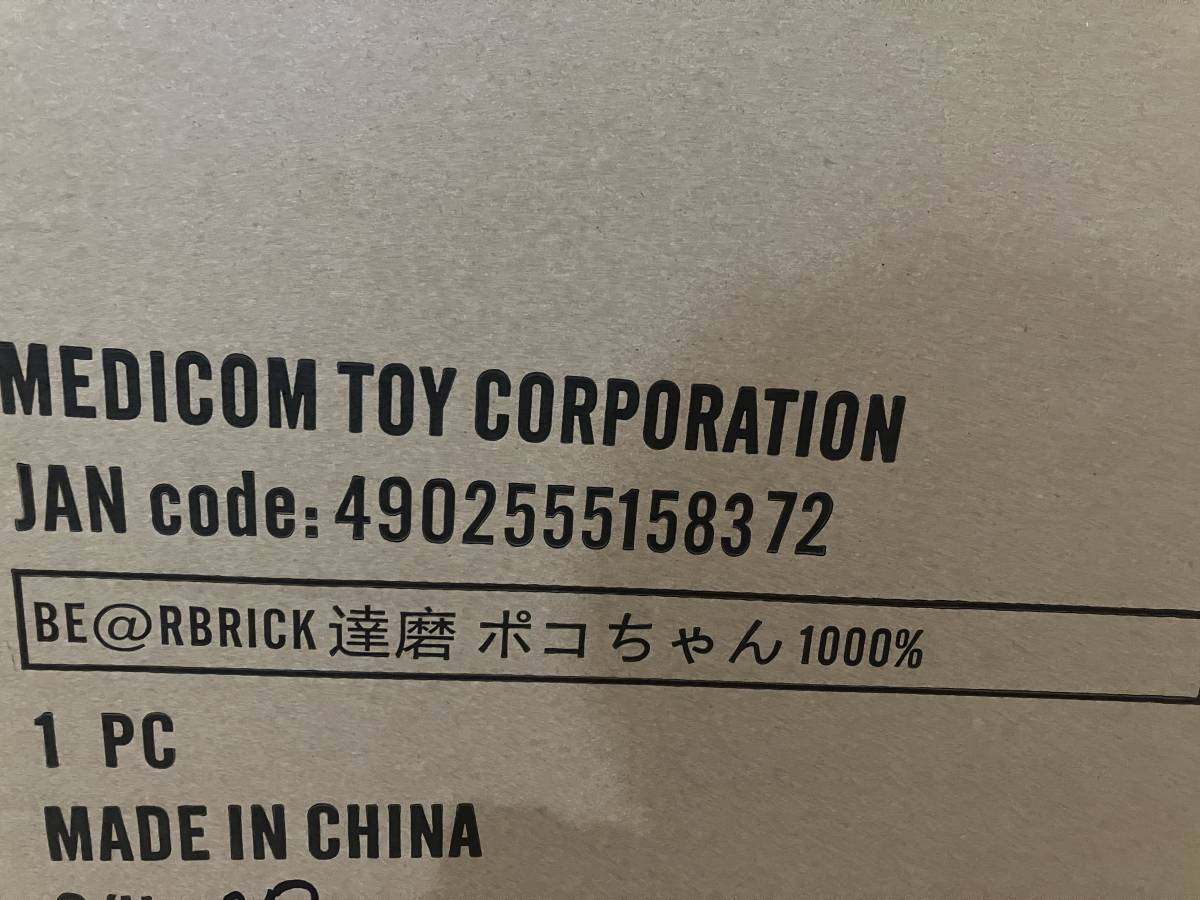 MEDICOM TOY CORPORATION
JAN code: 4902555158372
BE@RBRICK 達磨 ポコちゃん 1000%
1 PC
MADE IN CHINA